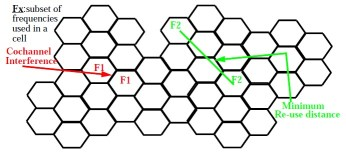 Fx:subset of
frequencies
used in a
cell
F2
Cochannel
Interference
F1
F1
F2
Minimum
Re-use distance